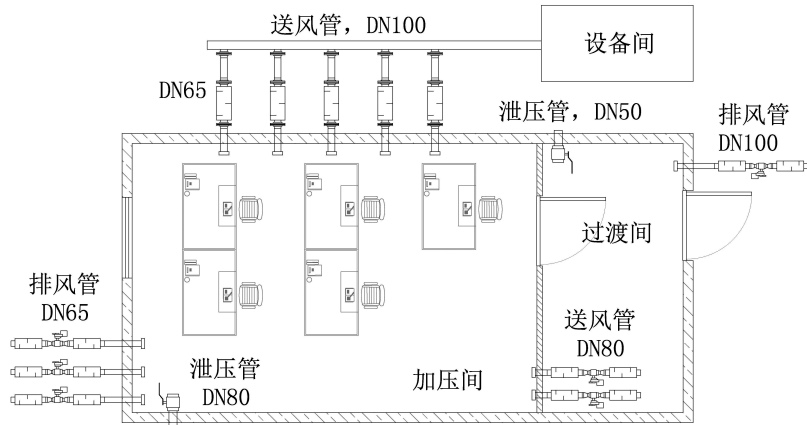 送风管，DN100
设备间
DN65
泄压管，DN50
排风管
DN100
过渡间
排风管
DN65
送风管
DN80
泄压管
DN80
加压间